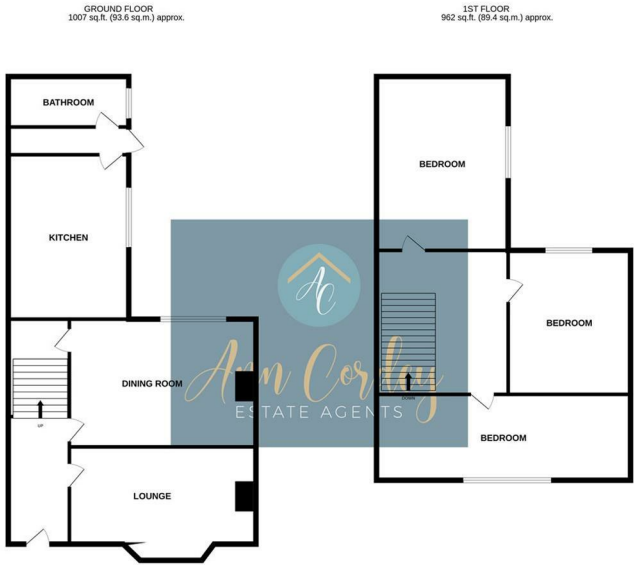 GROUND FLOOR
1007 sq.ft. (93.6 sq.m.) approx.
1ST FLOOR
962 sq.ft. (89.4 sq.m.) approx.
BATHROOM
KITCHEN
DINING ROOM
UP
LOUNGE
BEDROOM
BEDROOM
DOWN
BEDROOM
AC
Ann Corday
ESTATE AGENTS